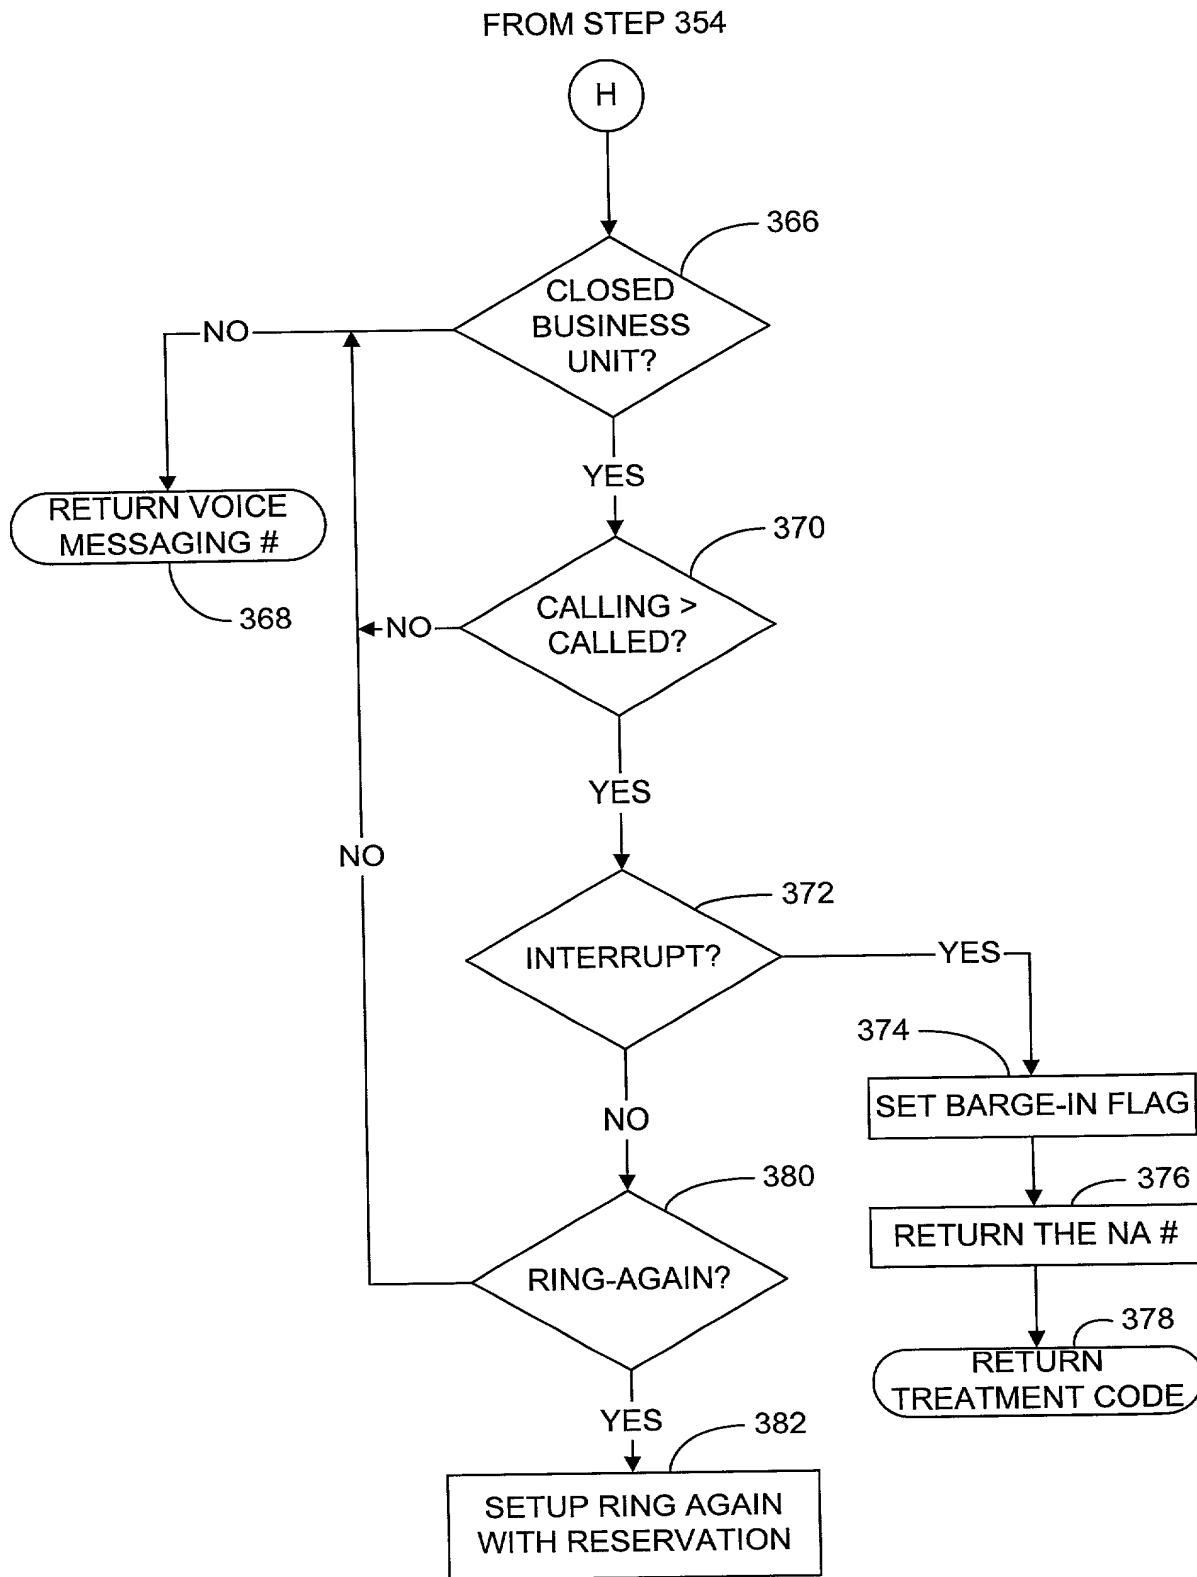 FROM STEP 354
H
366
CLOSED
BUSINESS
UNIT?
NO
YES
RETURN VOICE
MESSAGING #
368
370
CALLING >
CALLED?
NO
YES
NO
372
INTERRUPT?
YES
374
SET BARGE-IN FLAG
NO
376
RETURN THE NA #
380
RING-AGAIN?
378
RETURN
TREATMENT CODE
YES
382
SETUP RING AGAIN
WITH RESERVATION